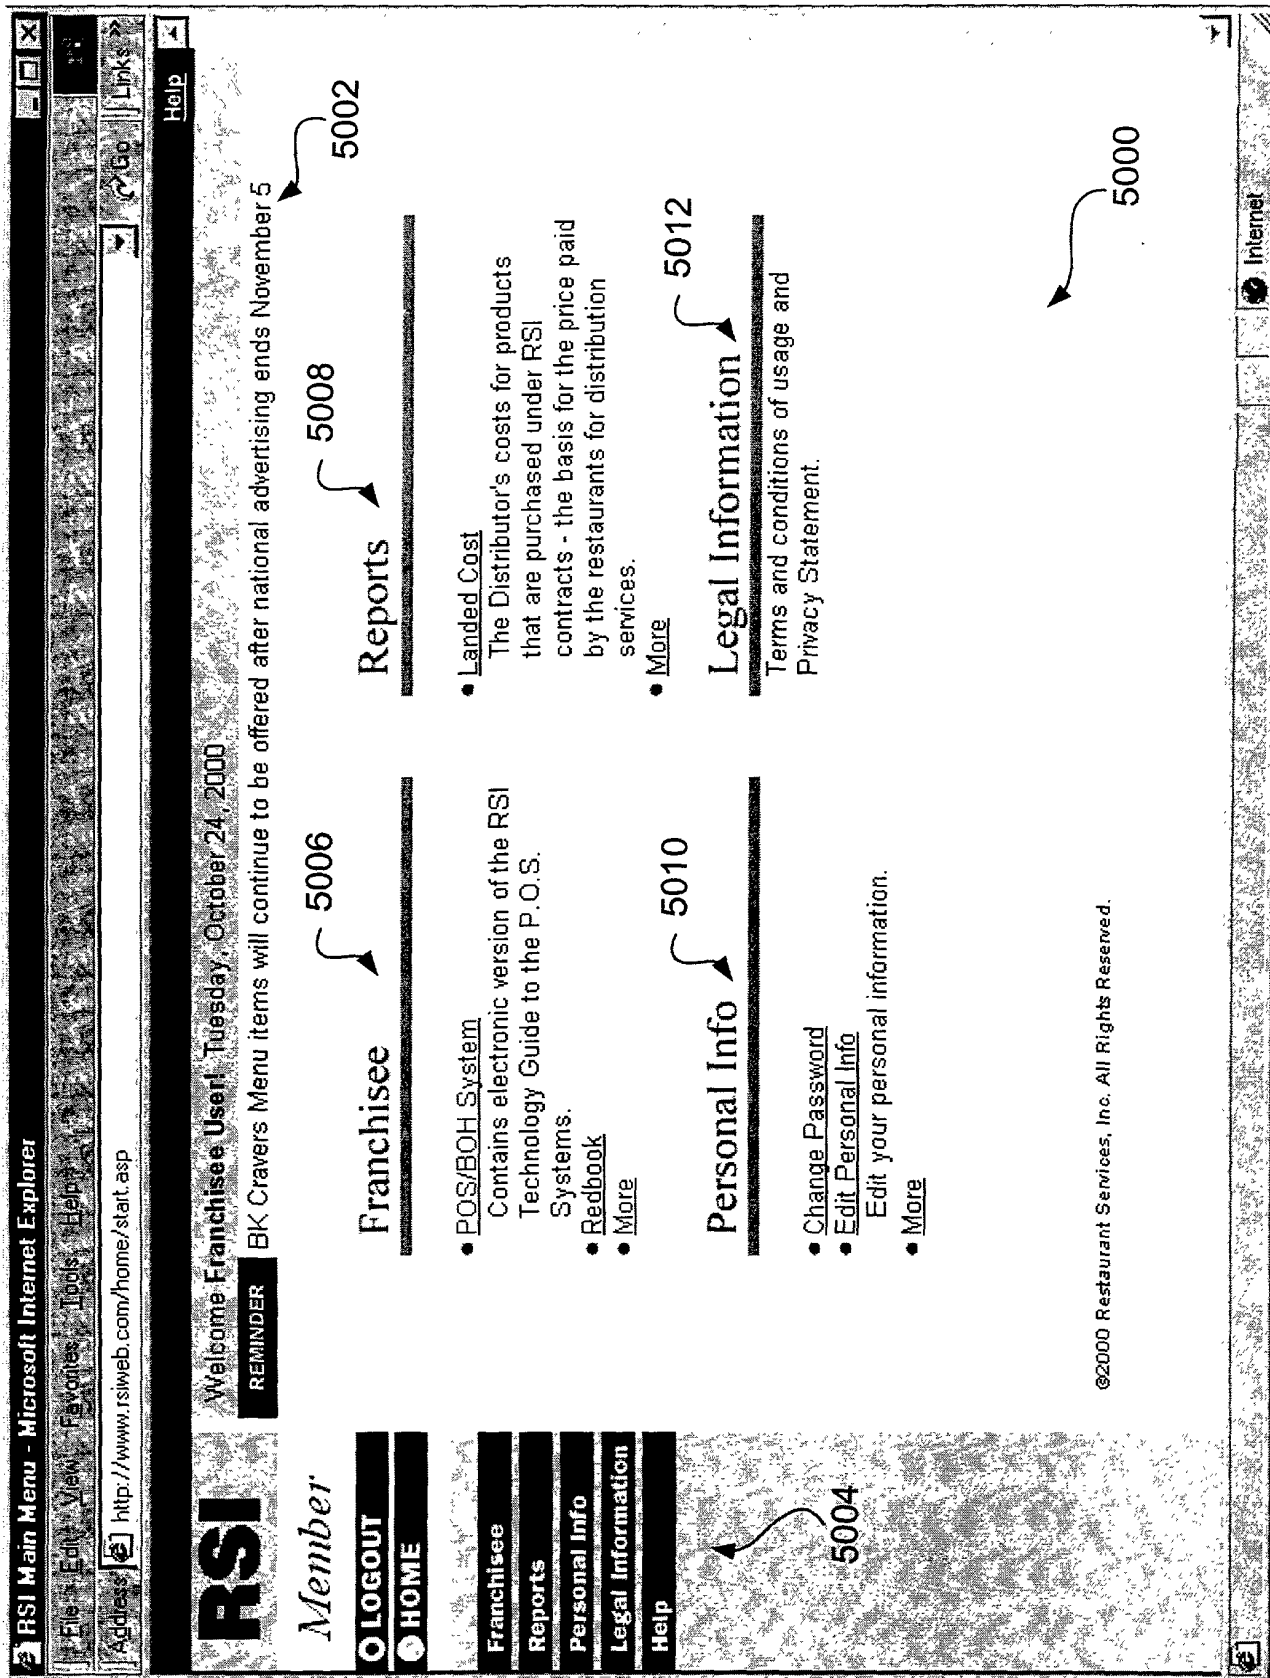 RSI Main Menu - Microsoft Internet Explorer
File Edit View Favorites Tools Help
Address http://www.rsiweb.com/home/start.asp Go Links »
Help
RSI
Welcome Franchisee User! Tuesday, October 24, 2000
REMINDER BK Cravers Menu items will continue to be offered after national advertising ends November 5
5002
Member
LOGOUT
HOME
Franchisee
Reports
Personal Info
Legal Information
Help
5004
5006
Franchisee
• POS/BOH System
Contains electronic version of the RSI
Technology Guide to the P.O.S.
Systems.
• Redbook
• More
5008
Reports
• Landed Cost
The Distributor's costs for products
that are purchased under RSI
contracts - the basis for the price paid
by the restaurants for distribution
services.
• More
5010
Personal Info
• Change Password
• Edit Personal Info
Edit your personal information.
• More
5012
Legal Information
Terms and conditions of usage and
Privacy Statement.
5000
©2000 Restaurant Services, Inc. All Rights Reserved.
Internet